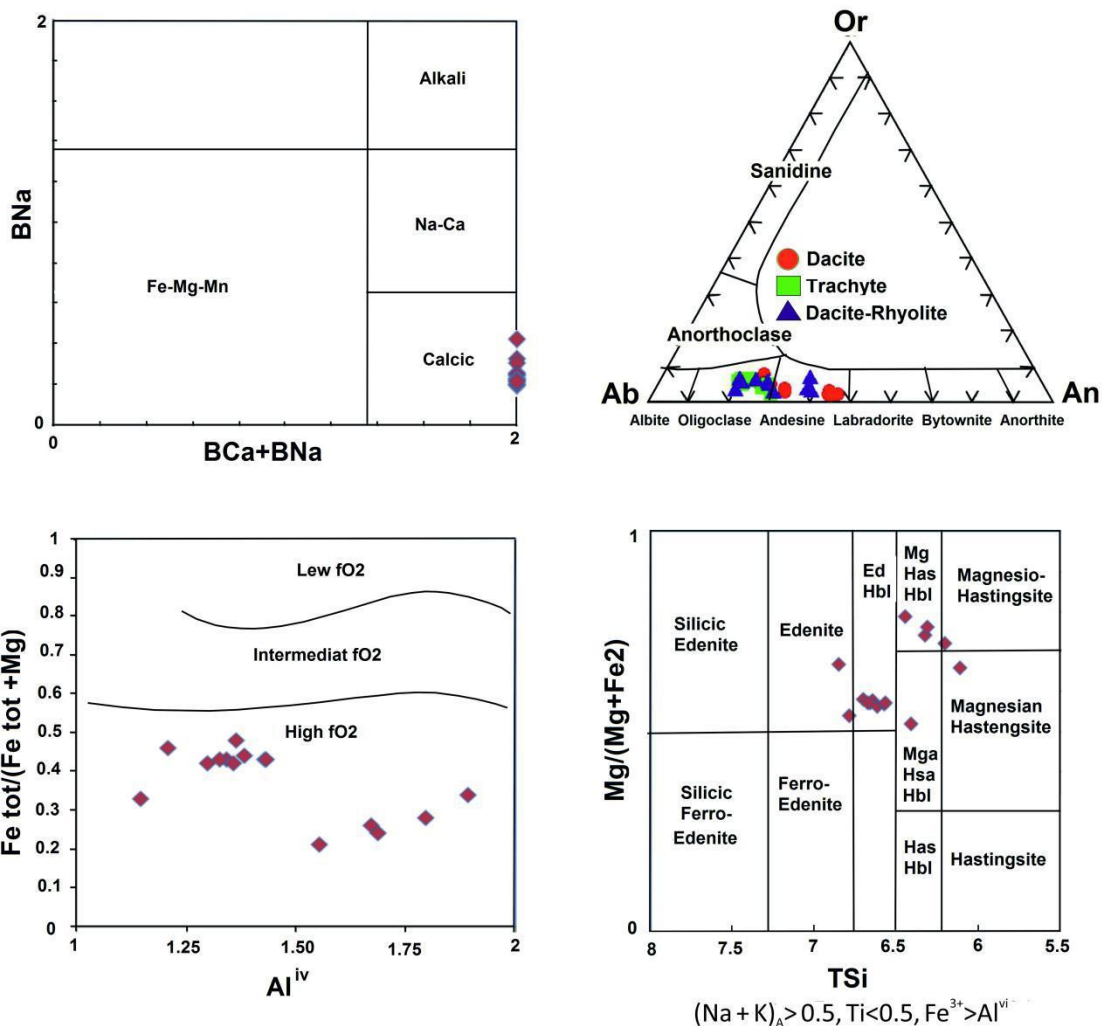 2
Alkali
BNa
Na-Ca
Fe-Mg-Mn
Calcic
0
0
2
BCa+BNa
Or
Sanidine
Dacite
Trachyte
Dacite-Rhyolite
Anorthoclase
Ab
An
Albite Oligoclase Andesine Labradorite Bytownite Anorthite
Fe tot/(Fe tot +Mg)
1
0.9
0.8
0.7
0.6
0.5
0.4
0.3
0.2
0.1
0
Lew fO2
Intermediat fO2
High fO2
1 1.25 1.50 1.75 2
Al^iv
Mg/(Mg+Fe2)
1
0
Silicic
Edenite
Edenite
Ed
Hbl
Mg
Has
Hbl
Magnesio-
Hastingsite
Magnesian
Hastengsite
Silicic
Ferro-
Edenite
Ferro-
Edenite
Mga
Hsa
Hbl
Has
Hbl
Hastingsite
8 7.5 7 6.5 6 5.5
TSi
(Na+K)A>0.5, Ti<0.5, Fe³⁺>Al^vi